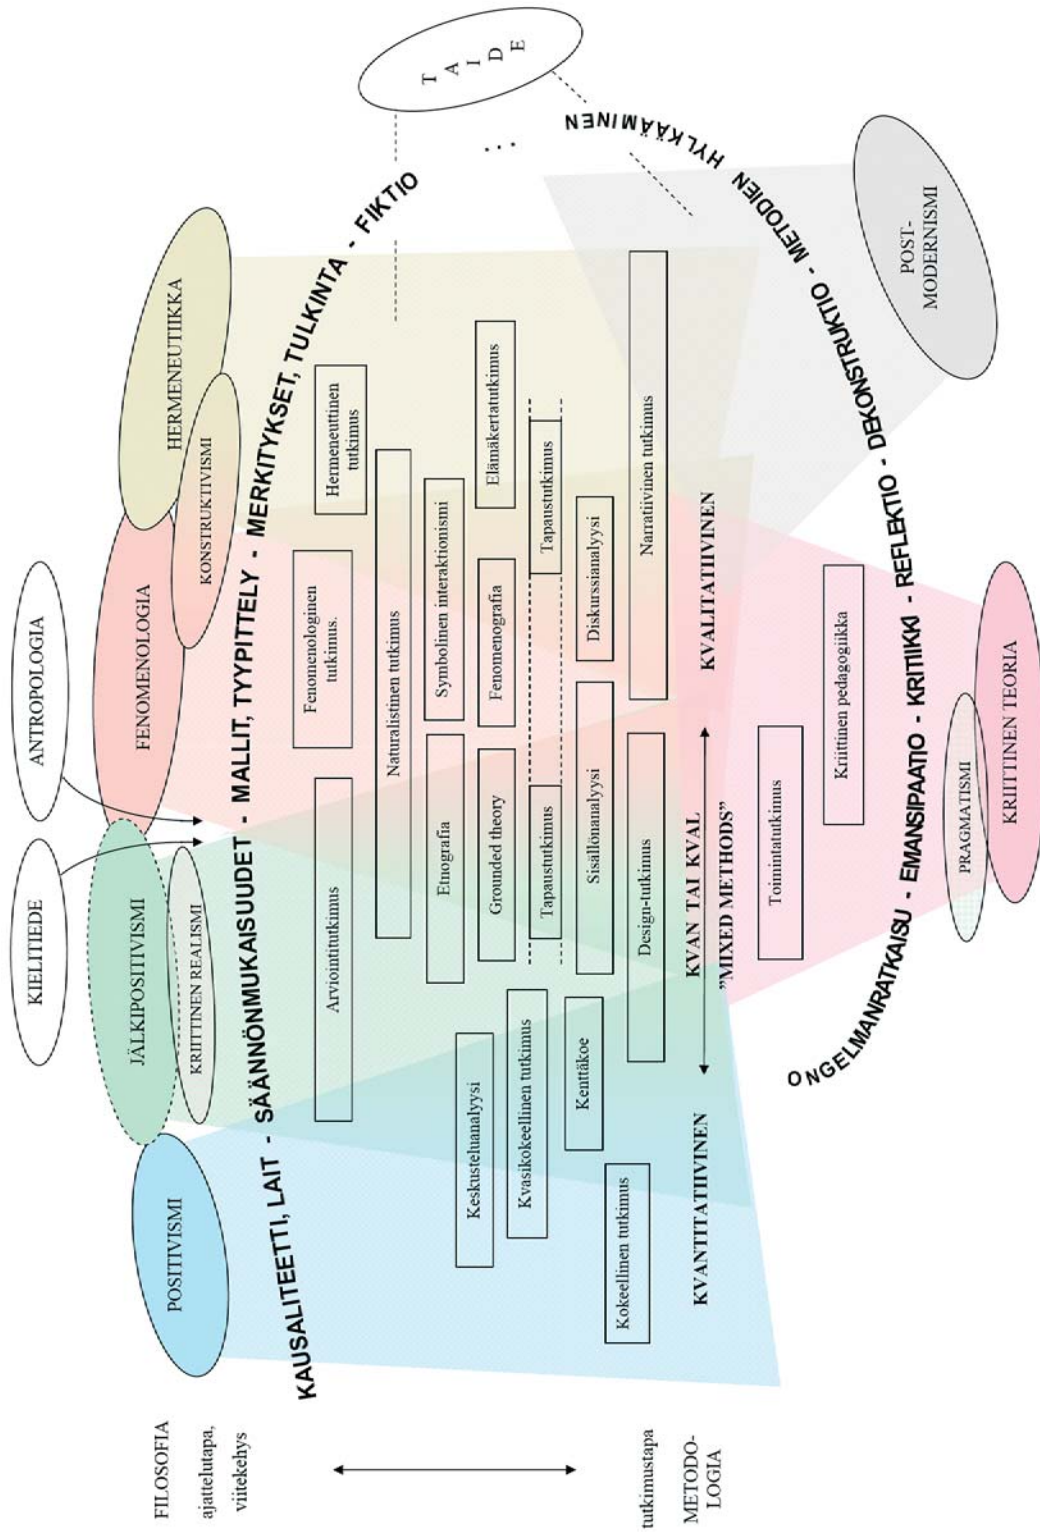 KIELITIEDE
ANTROPOLOGIA
POSITIVISMI
JÄLKIPOSITIVISMI
KRIITTINEN REALISMI
FENOMENOLOGIA
KONSTRUKTIVISMI
HERMENEUTIIKKA
FILOSOFIA
ajattelutapa,
viitekehys
KAUSALITEETTI, LAIT - SÄÄNNÖNMUKAISUUDET - MALLIT, TYYPITTELY - MERKITYKSET, TULKINTA - FIKTIO
...
TAIDE
Arviointitutkimus
Fenomenologinen
tutkimus.
Hermeneuttinen
tutkimus
Naturalistinen tutkimus
Keskusteluanalyysi
Etnografia
Symbolinen interaktionismi
Kvasikokeellinen tutkimus
Grounded theory
Fenomenografia
Elämäkertatutkimus
Tapaustutkimus
Tapaustutkimus
Kenttäkoe
Sisällönanalyysi
Diskurssianalyysi
Kokeellinen tutkimus
Design-tutkimus
Narratiivinen tutkimus
tutkimustapa
METODO-
LOGIA
KVANTITATIIVINEN
KVAN TAI KVAL
"MIXED METHODS"
KVALITATIIVINEN
Toimintatutkimus
Kriittinen pedagogiikka
ONGELMANRATKAISU - EMANSIPAATIO - KRITIIKKI - REFLEKTIO - DEKONSTRUKTIO - METODIEN HYLKÄÄMINEN
PRAGMATISMI
KRIITTINEN TEORIA
POST-
MODERNISMI